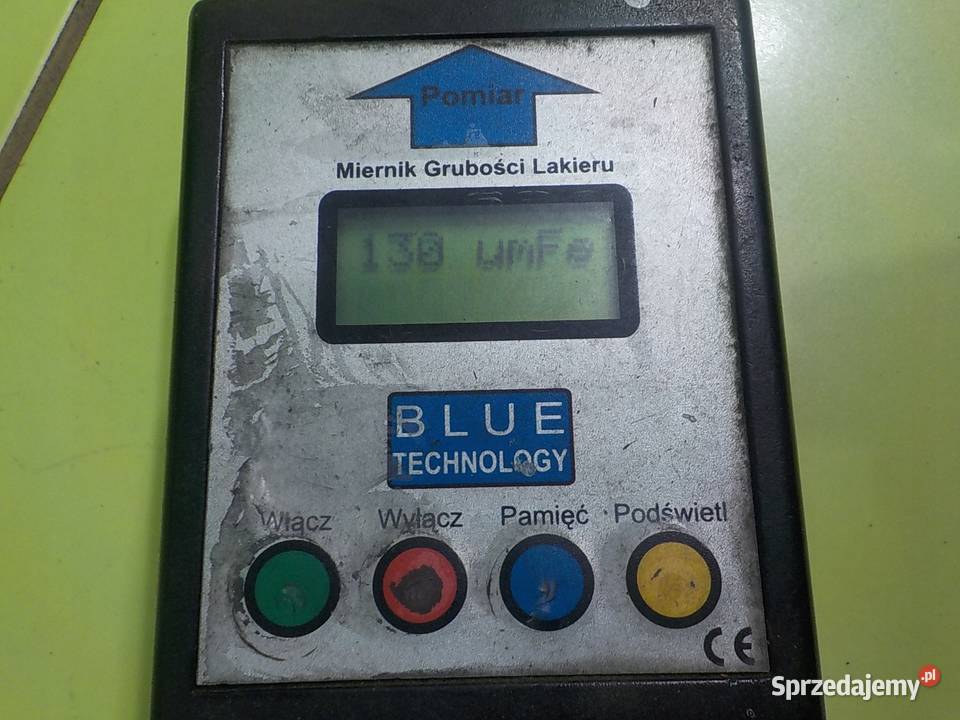 Pomiar
Miernik Grubości Lakieru
130 umFe
BLUE
TECHNOLOGY
Włącz Wyłącz Pamięć Podświetl
CE
Sprzedajemy.pl